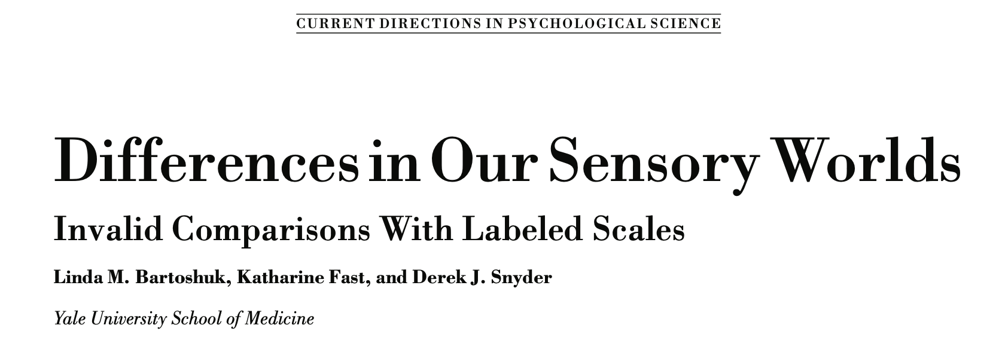 CURRENT DIRECTIONS IN PSYCHOLOGICAL SCIENCE
Differences in Our Sensory Worlds
Invalid Comparisons With Labeled Scales
Linda M. Bartoshuk, Katharine Fast, and Derek J. Snyder
Yale University School of Medicine